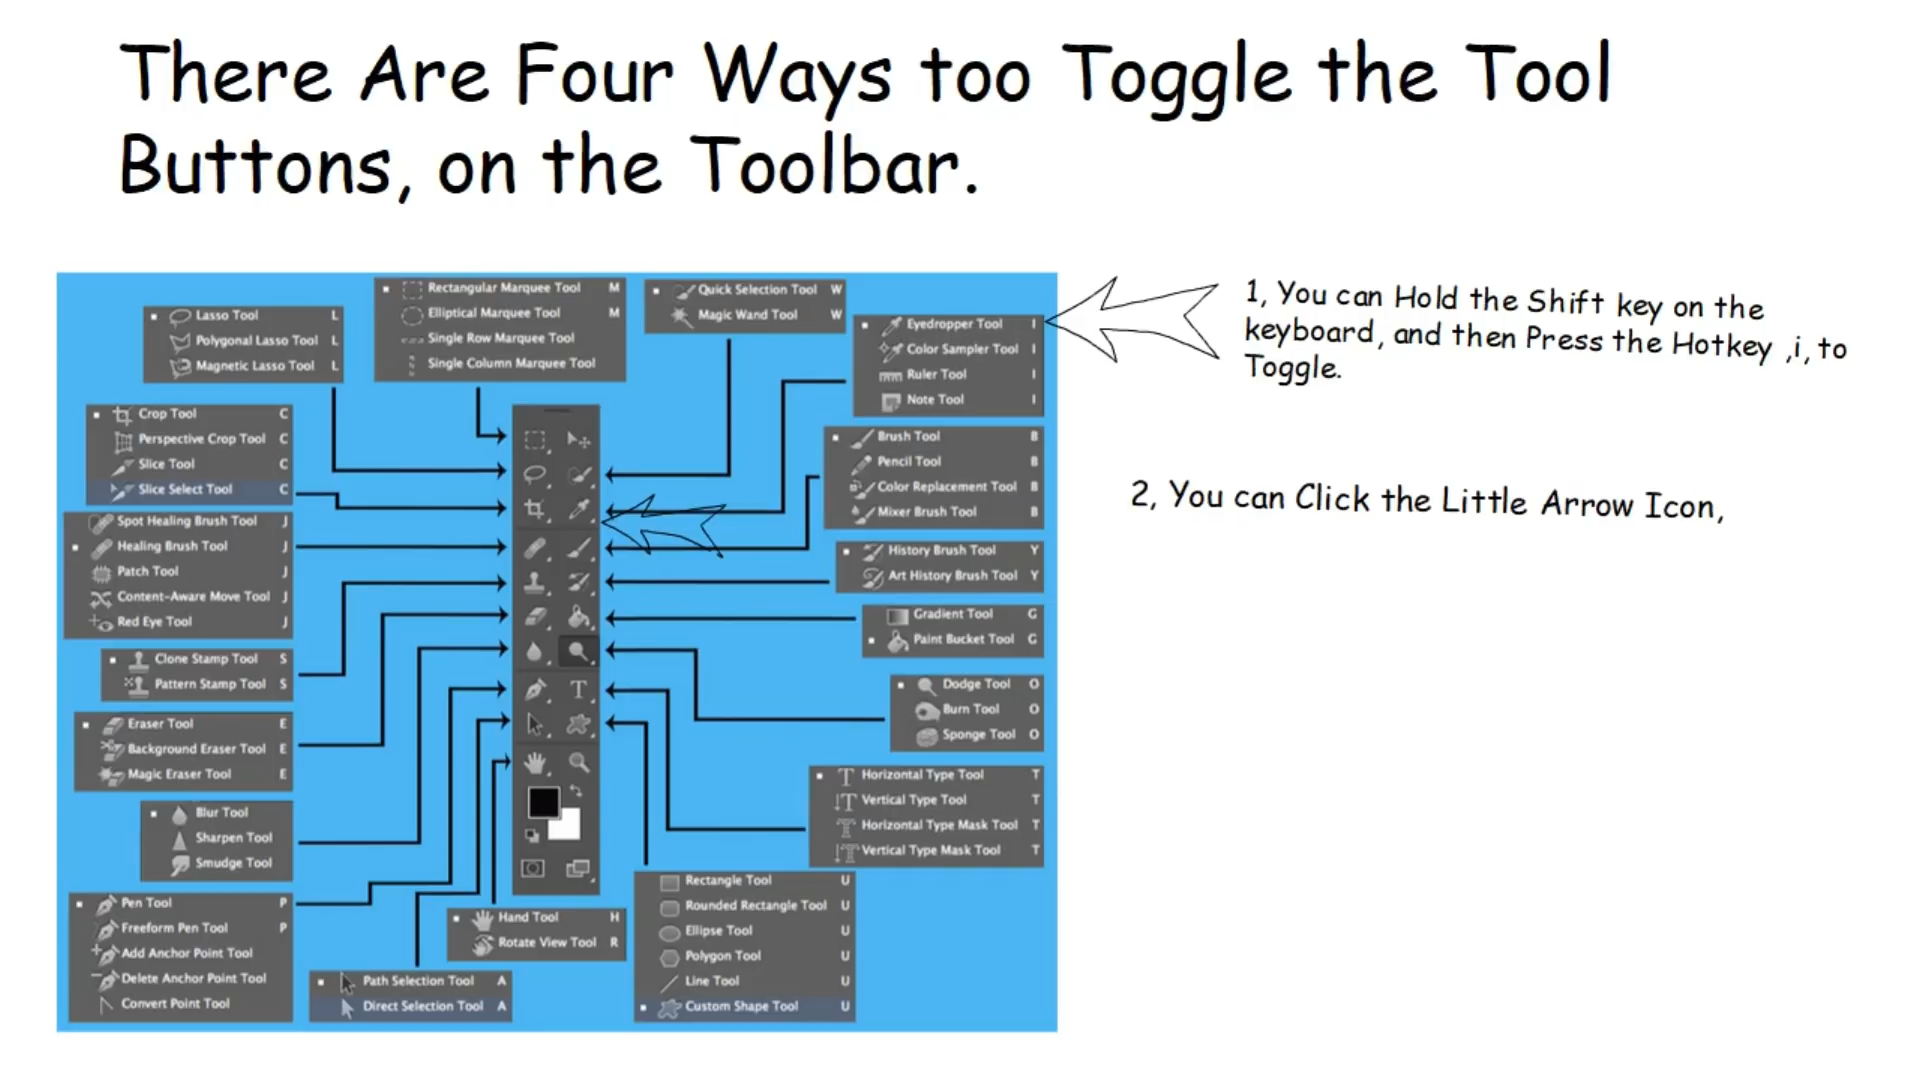 There Are Four Ways too Toggle the Tool
Buttons, on the Toolbar.
Rectangular Marquee Tool M
Elliptical Marquee Tool M
Single Row Marquee Tool
Single Column Marquee Tool
Quick Selection Tool W
Magic Wand Tool W
Lasso Tool L
Polygonal Lasso Tool L
Magnetic Lasso Tool L
Eyedropper Tool I
Color Sampler Tool I
Ruler Tool I
Note Tool I
1, You can Hold the Shift key on the
keyboard, and then Press the Hotkey ,i, to
Toggle.
Crop Tool C
Perspective Crop Tool C
Slice Tool C
Slice Select Tool C
Brush Tool B
Pencil Tool B
Color Replacement Tool B
Mixer Brush Tool B
2, You can Click the Little Arrow Icon,
Spot Healing Brush Tool J
Healing Brush Tool J
Patch Tool J
Content-Aware Move Tool J
Red Eye Tool J
History Brush Tool Y
Art History Brush Tool Y
Gradient Tool G
Paint Bucket Tool G
Clone Stamp Tool S
Pattern Stamp Tool S
Dodge Tool O
Burn Tool O
Sponge Tool O
T
Eraser Tool E
Background Eraser Tool E
Magic Eraser Tool E
Horizontal Type Tool T
Vertical Type Tool T
Horizontal Type Mask Tool T
Vertical Type Mask Tool T
Blur Tool
Sharpen Tool
Smudge Tool
Rectangle Tool U
Rounded Rectangle Tool U
Ellipse Tool U
Polygon Tool U
Line Tool U
Custom Shape Tool U
Pen Tool P
Freeform Pen Tool P
Add Anchor Point Tool
Delete Anchor Point Tool
Convert Point Tool
Hand Tool H
Rotate View Tool R
Path Selection Tool A
Direct Selection Tool A